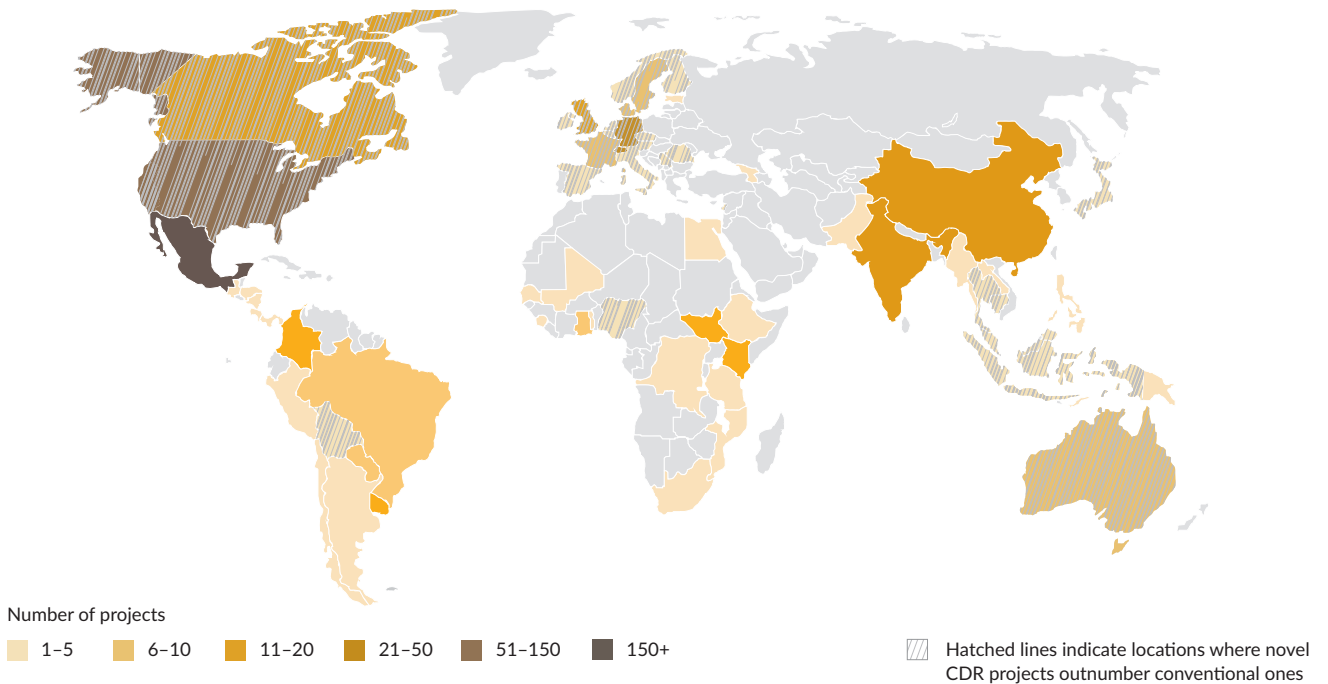 Number of projects
1–5
6–10
11–20
21–50
51–150
150+
Hatched lines indicate locations where novel
CDR projects outnumber conventional ones